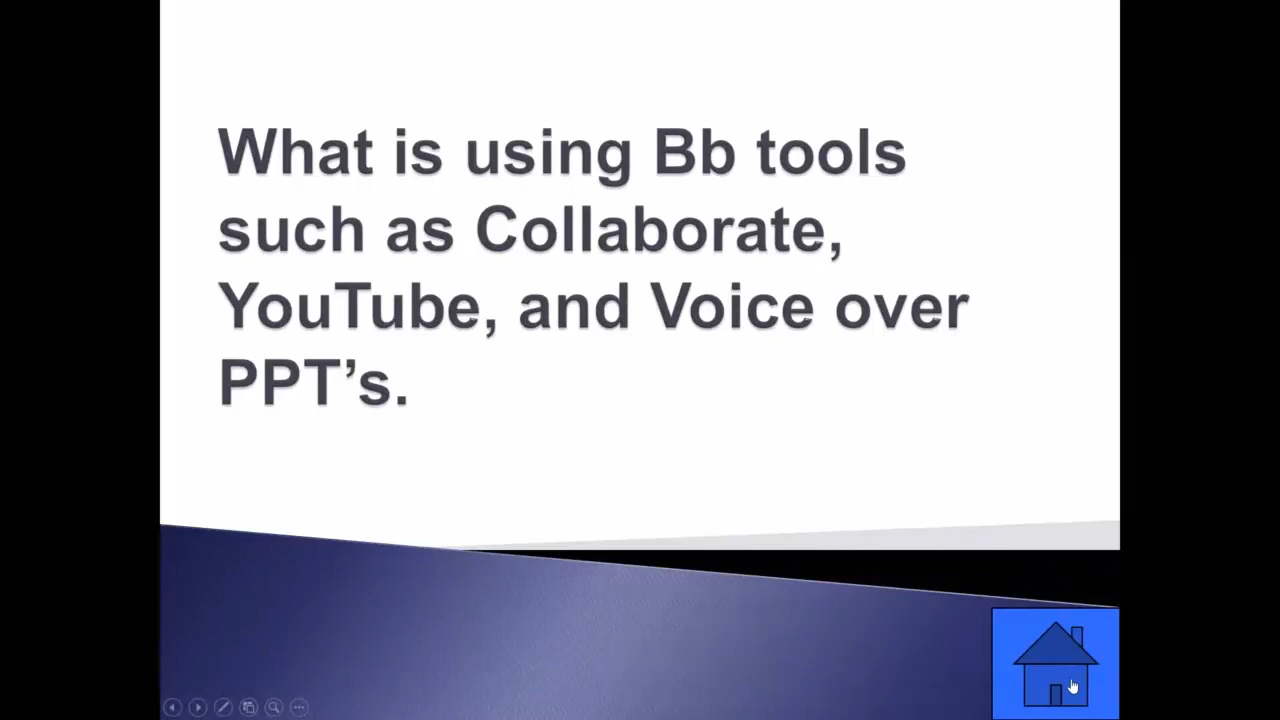 What is using Bb tools
such as Collaborate,
YouTube, and Voice over
PPT’s.